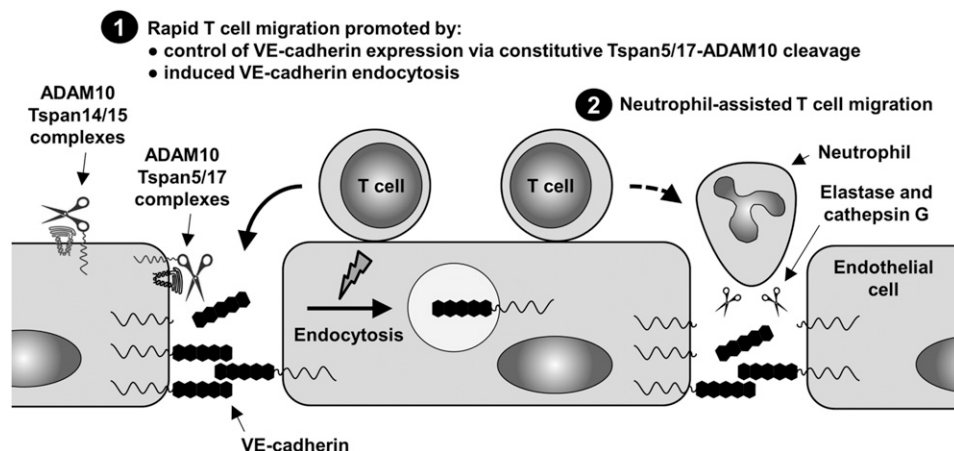 1 Rapid T cell migration promoted by:
● control of VE-cadherin expression via constitutive Tspan5/17-ADAM10 cleavage
● induced VE-cadherin endocytosis
ADAM10
Tspan14/15
complexes
ADAM10
Tspan5/17
complexes
2 Neutrophil-assisted T cell migration
T cell
T cell
Neutrophil
Elastase and
cathepsin G
Endothelial
cell
Endocytosis
VE-cadherin